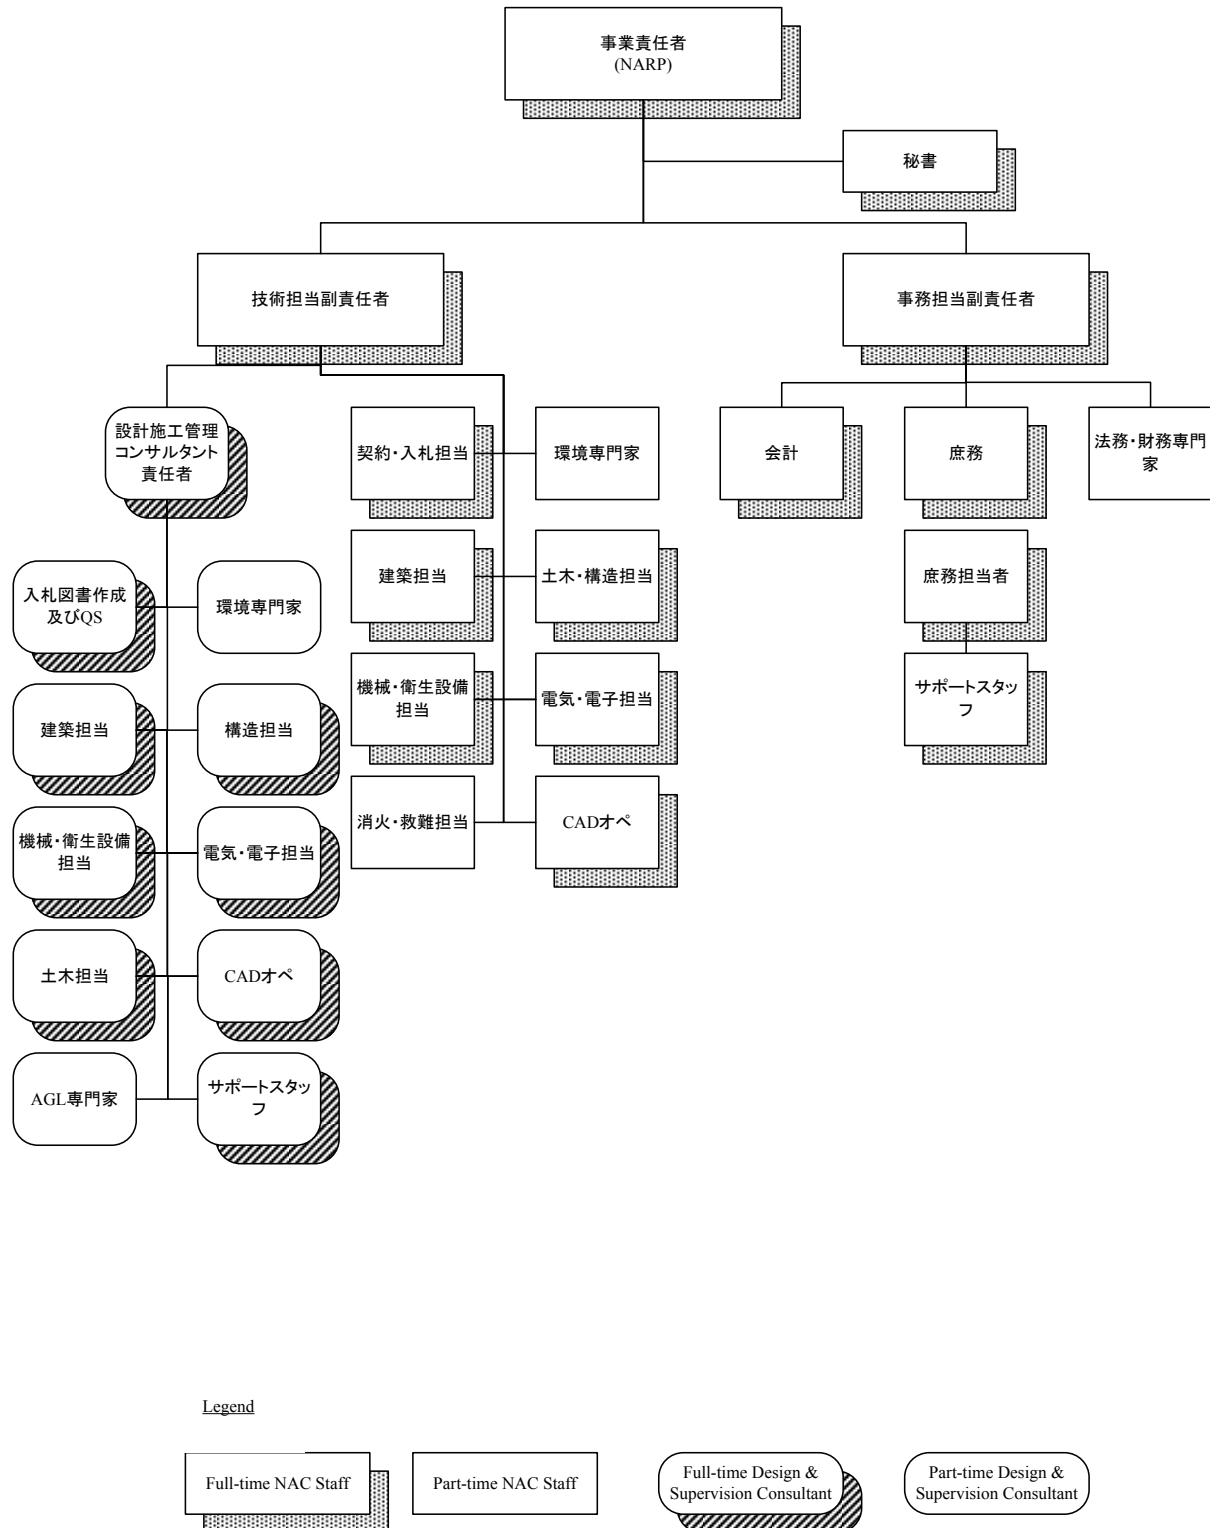 事業責任者
(NARP)
秘書
技術担当副責任者
事務担当副責任者
設計施工管理
コンサルタント
責任者
契約・入札担当
環境専門家
会計
庶務
法務・財務専門
家
入札図書作成
及びQS
環境専門家
建築担当
土木・構造担当
庶務担当者
建築担当
構造担当
機械・衛生設備
担当
電気・電子担当
サポートスタッ
フ
機械・衛生設備
担当
電気・電子担当
消火・救難担当
CADオペ
土木担当
CADオペ
AGL専門家
サポートスタッ
フ
Legend
Full-time NAC Staff
Part-time NAC Staff
Full-time Design &
Supervision Consultant
Part-time Design &
Supervision Consultant